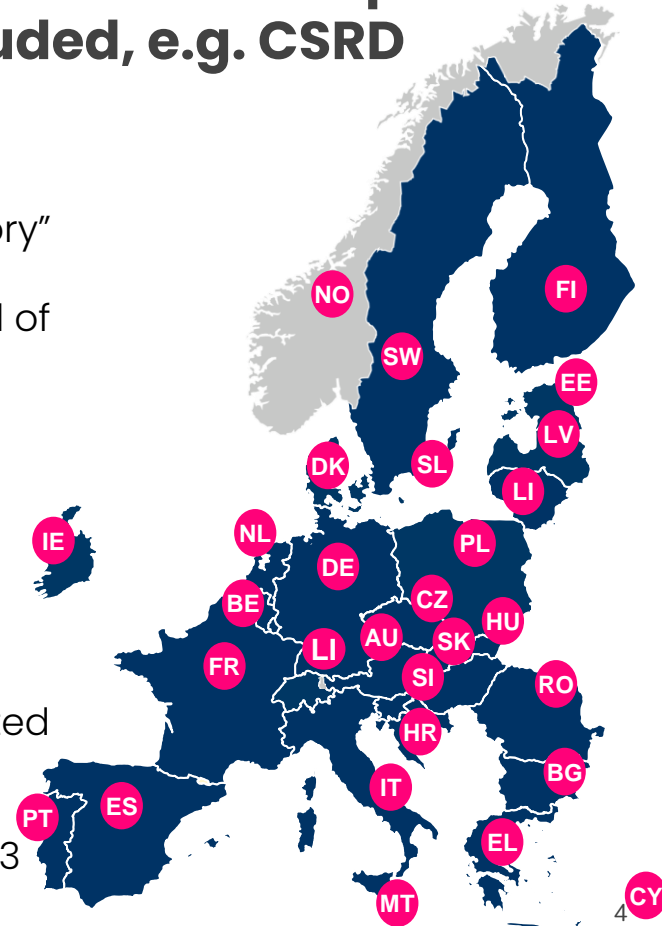 uded, e.g. CSRD
ory”
l of
ted
3
NO
FI
SW
EE
LV
DK
SL
LI
IE
NL
PL
DE
BE
CZ
HU
AU
SK
LI
FR
SI
RO
HR
BG
IT
ES
PT
EL
MT
CY
4